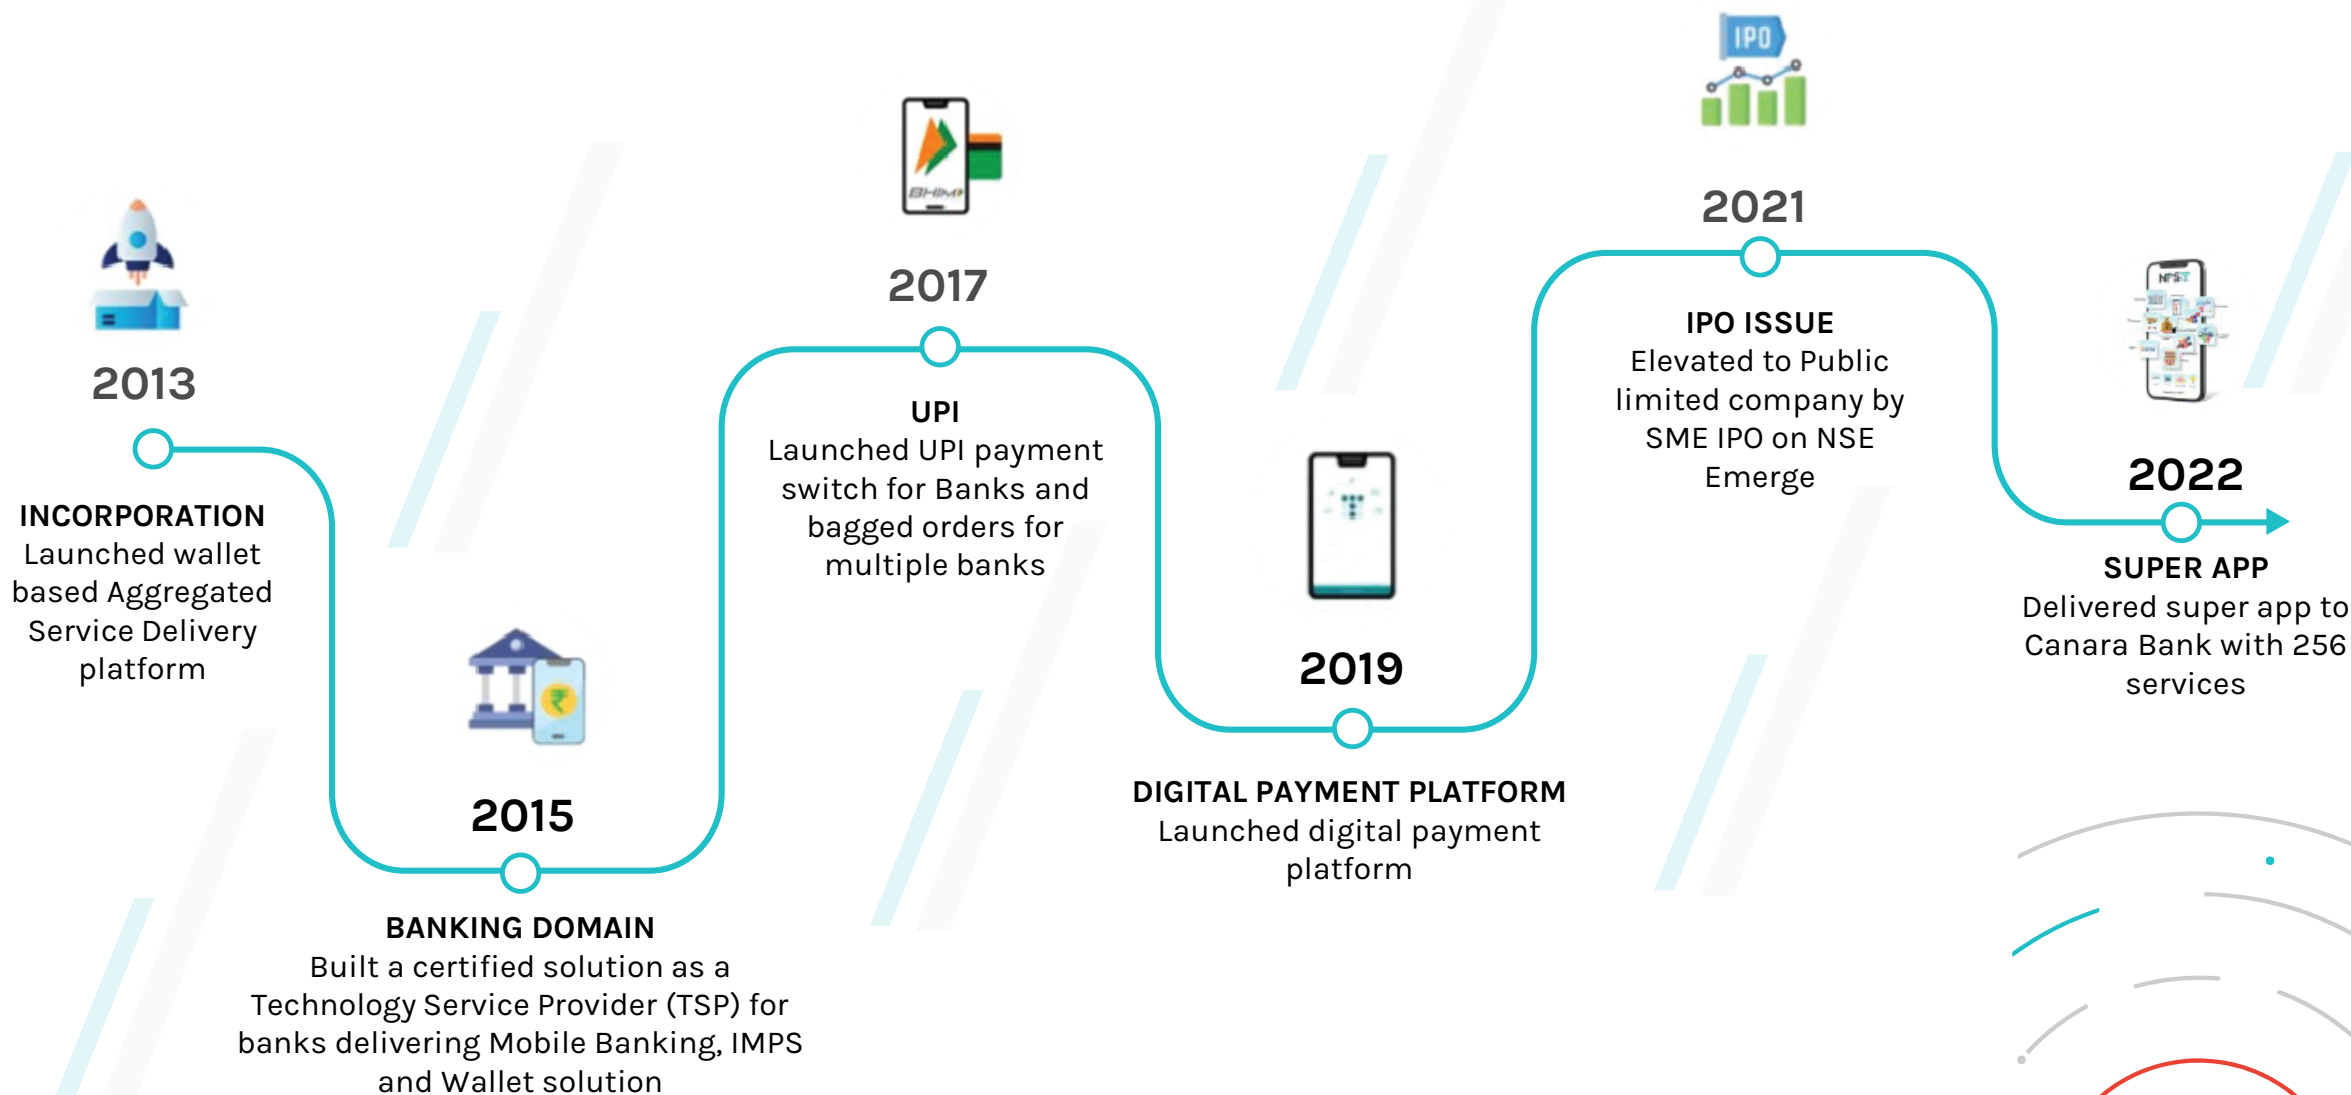 2013
INCORPORATION
Launched wallet
based Aggregated
Service Delivery
platform
2015
BANKING DOMAIN
Built a certified solution as a
Technology Service Provider (TSP) for
banks delivering Mobile Banking, IMPS
and Wallet solution
BHIM
2017
UPI
Launched UPI payment
switch for Banks and
bagged orders for
multiple banks
2019
DIGITAL PAYMENT PLATFORM
Launched digital payment
platform
IPO
2021
IPO ISSUE
Elevated to Public
limited company by
SME IPO on NSE
Emerge
2022
SUPER APP
Delivered super app to
Canara Bank with 256
services